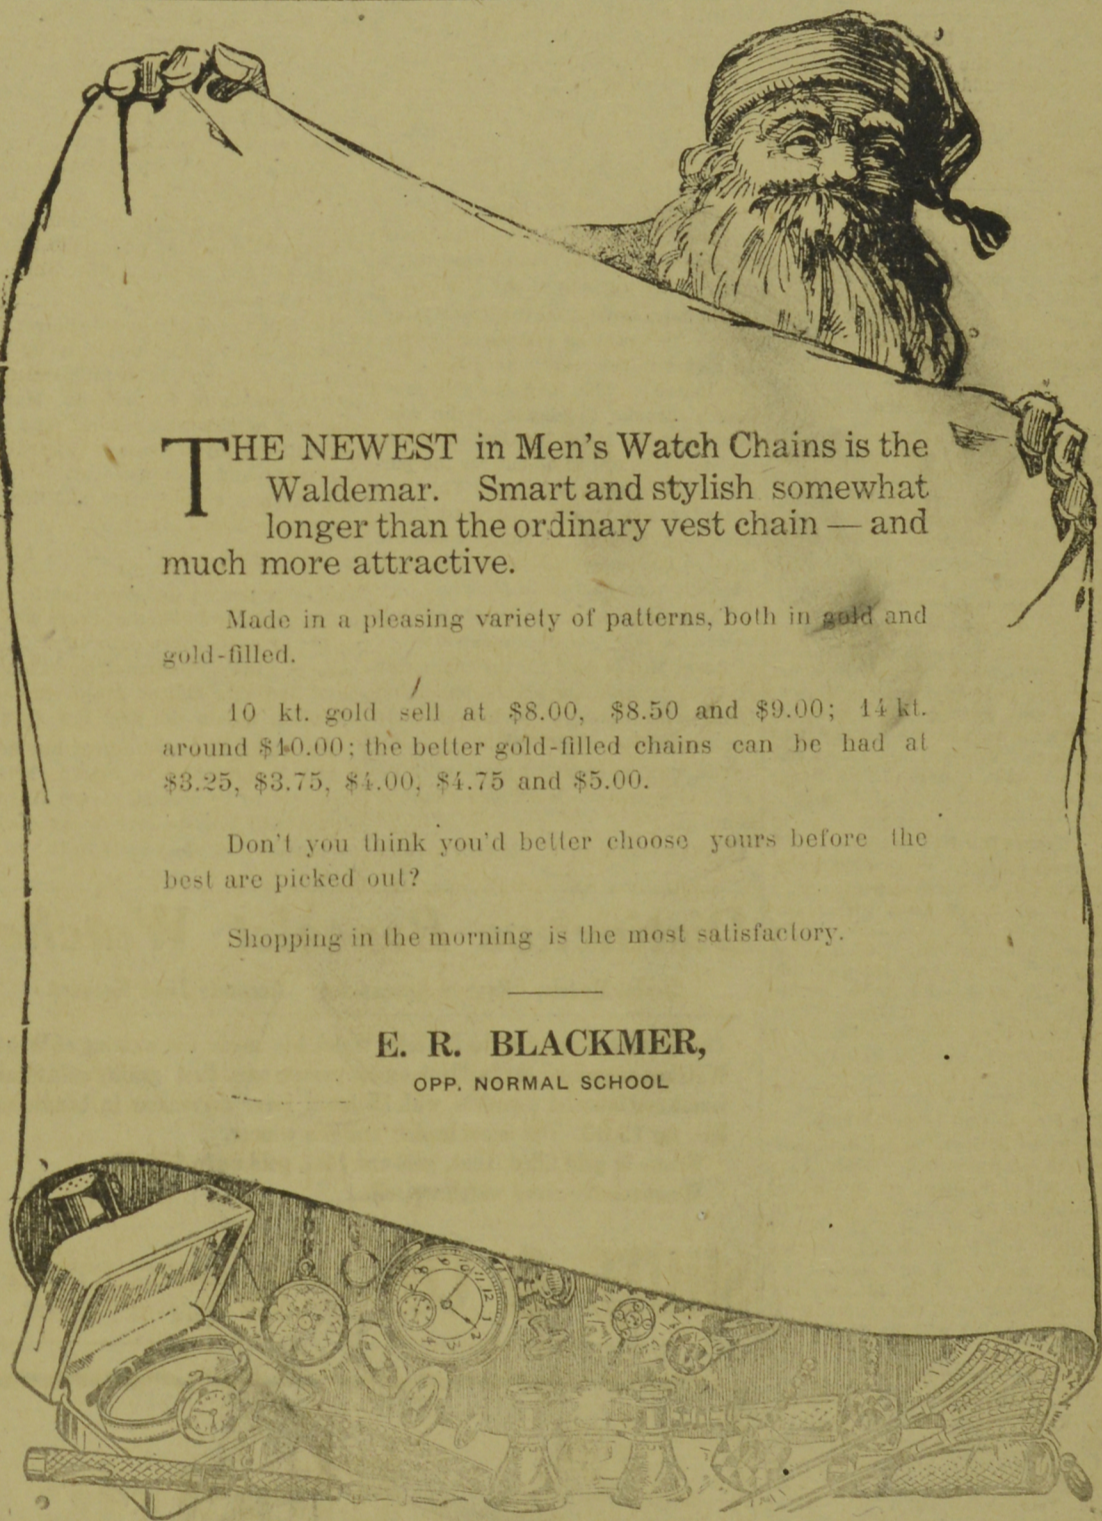 THE NEWEST in Men's Watch Chains is the
Waldemar. Smart and stylish somewhat
longer than the ordinary vest chain — and
much more attractive.
Made in a pleasing variety of patterns, both in gold and
gold-filled.
10 kt. gold sell at $8.00, $8.50 and $9.00; 14 kt.
around $10.00; the better gold-filled chains can be had at
$3.25, $3.75, $4.00, $4.75 and $5.00.
Don't you think you'd better choose yours before the
best are picked out?
Shopping in the morning is the most satisfactory.
E. R. BLACKMER,
OPP. NORMAL SCHOOL